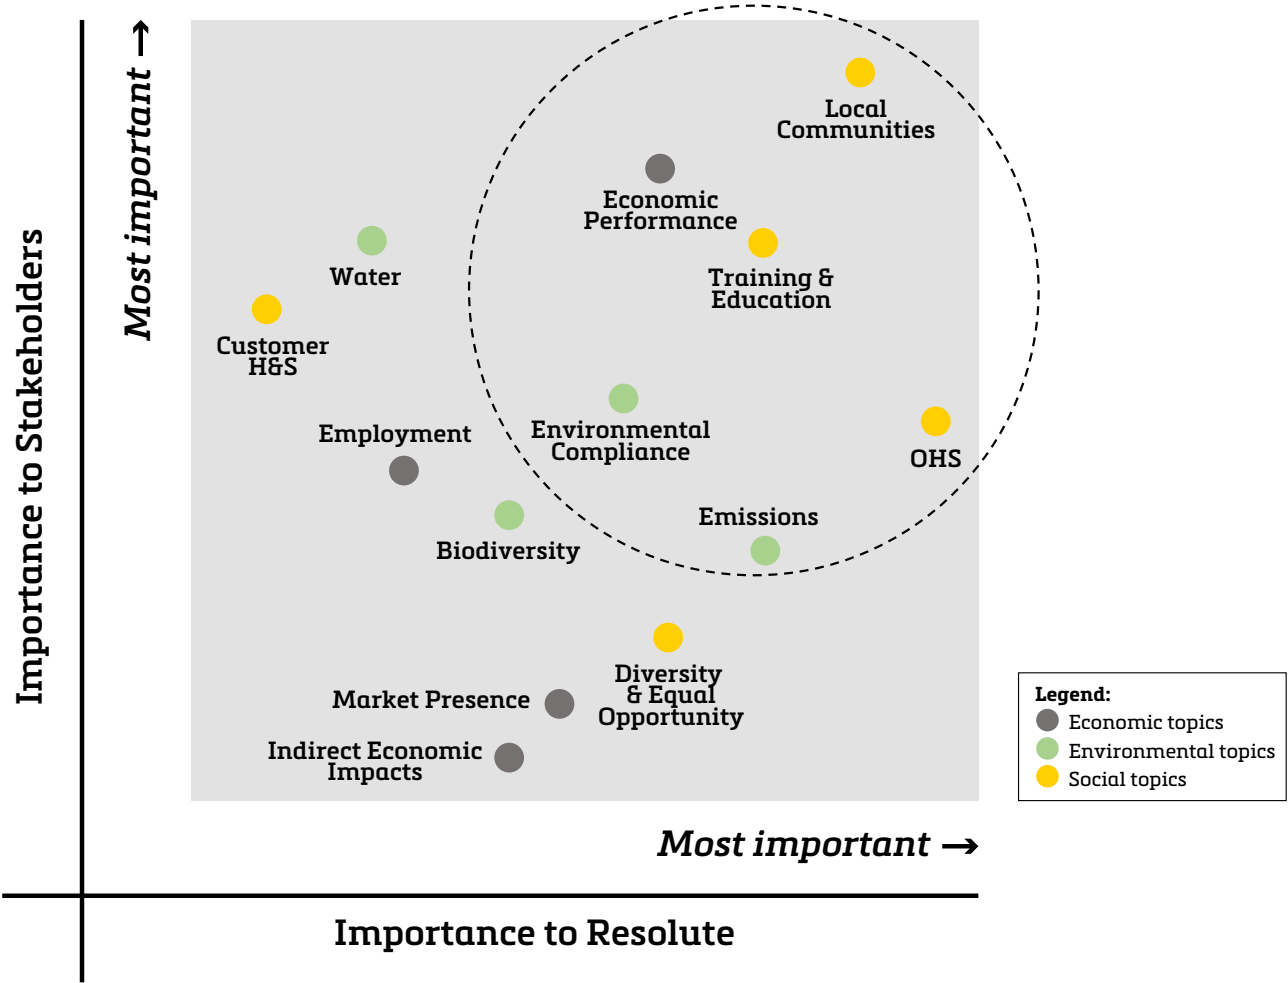 Most important →
Importance to Stakeholders
Local
Communities
Economic
Performance
Water
Training &
Education
Customer
H&S
Employment
Environmental
Compliance
OHS
Biodiversity
Emissions
Diversity
& Equal
Opportunity
Market Presence
Indirect Economic
Impacts
Legend:
Economic topics
Environmental topics
Social topics
Most important →
Importance to Resolute